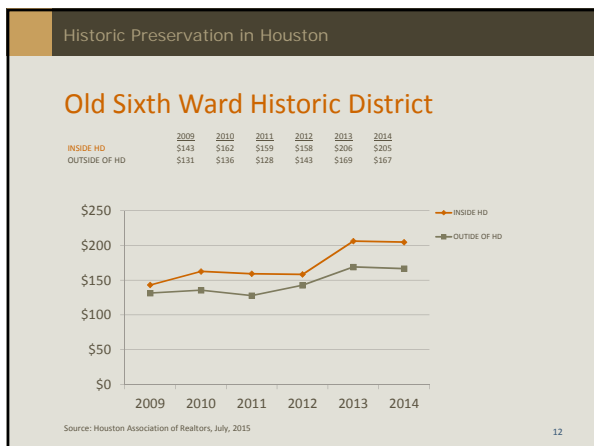 Historic Preservation in Houston
Old Sixth Ward Historic District
2009 2010 2011 2012 2013 2014
INSIDE HD $143 $162 $159 $158 $206 $205
OUTSIDE OF HD $131 $136 $128 $143 $169 $167
$250
$200
$150
$100
$50
$0
2009 2010 2011 2012 2013 2014
INSIDE HD
OUTIDE OF HD
Source: Houston Association of Realtors, July, 2015
12